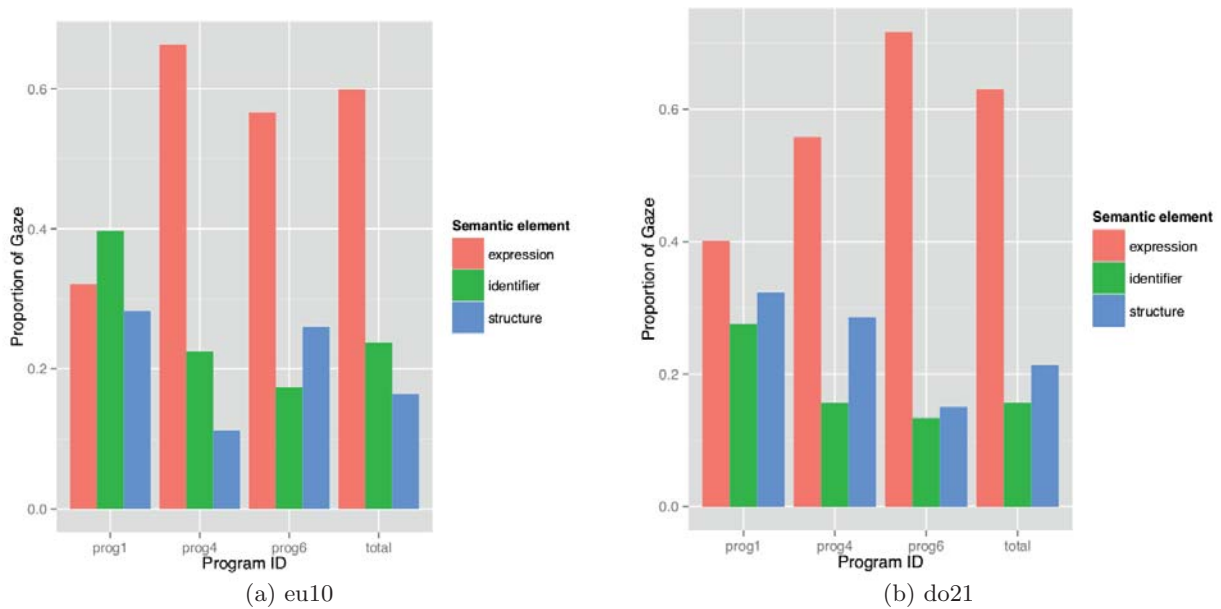 Proportion of Gaze
0.6
0.4
0.2
0.0
prog1 prog4 prog6 total
Program ID
Semantic element
expression
identifier
structure
(a) eu10
Proportion of Gaze
0.6
0.4
0.2
0.0
prog1 prog4 prog6 total
Program ID
Semantic element
expression
identifier
structure
(b) do21